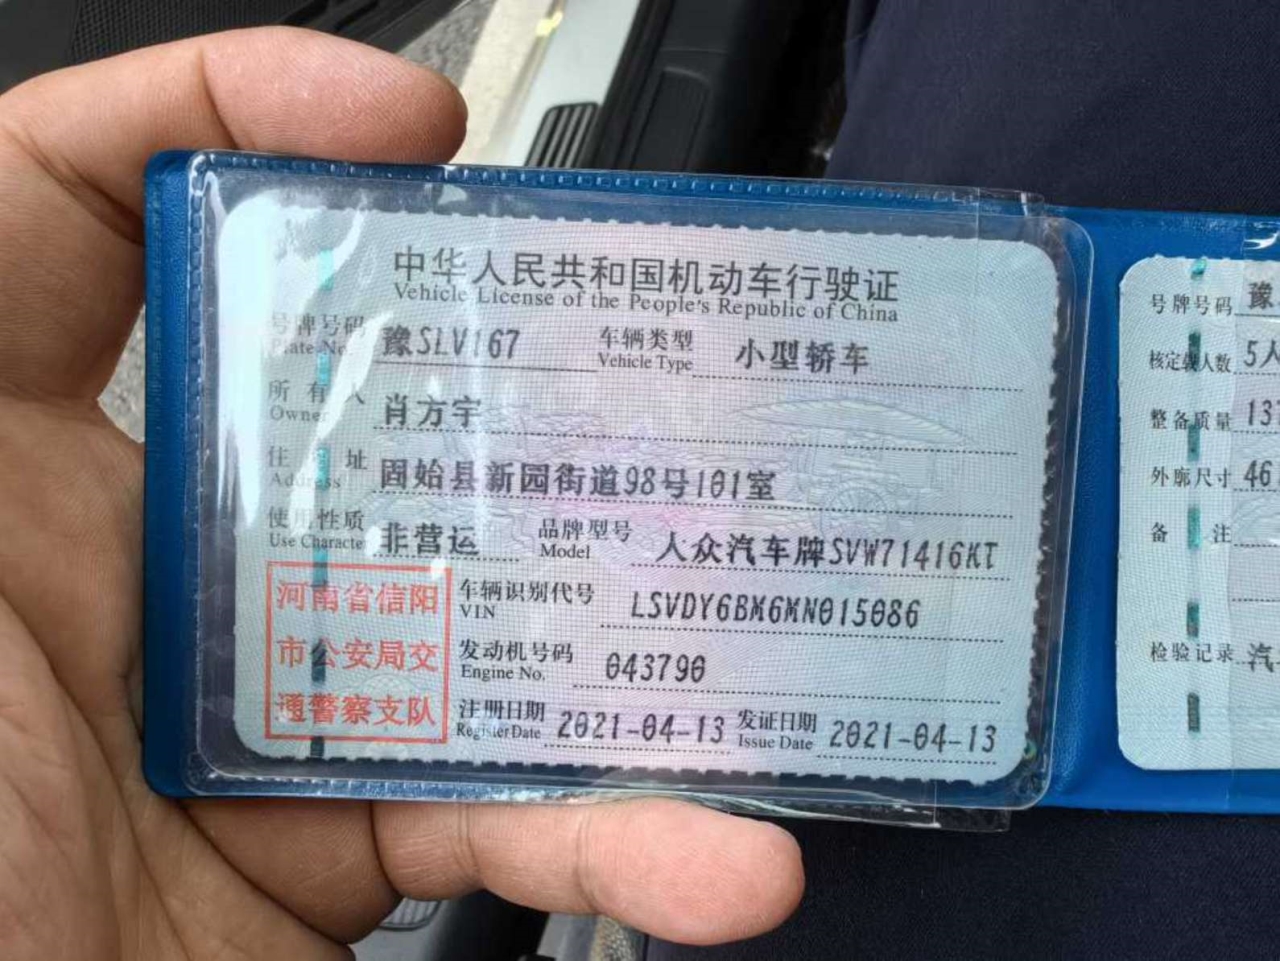 中华人民共和国机动车行驶证
Vehicle License of the People's Republic of China
号牌号码 豫SLV167 车辆类型 小型轿车
Plate No. Vehicle Type
所有人 肖方宇
Owner
住址 固始县新园街道98号101室
Address
使用性质 非营运 品牌型号 大众汽车牌SVW71416KT
Use Character Model
河南省信阳
市公安局交
通警察支队
车辆识别代号 LSVDY6BM6MN015086
VIN
发动机号码 043790
Engine No.
注册日期 2021-04-13 发证日期 2021-04-13
Register Date Issue Date
号牌号码 豫
核定载人数 5人
整备质量 13
外廓尺寸 46
备注
检验记录 汽